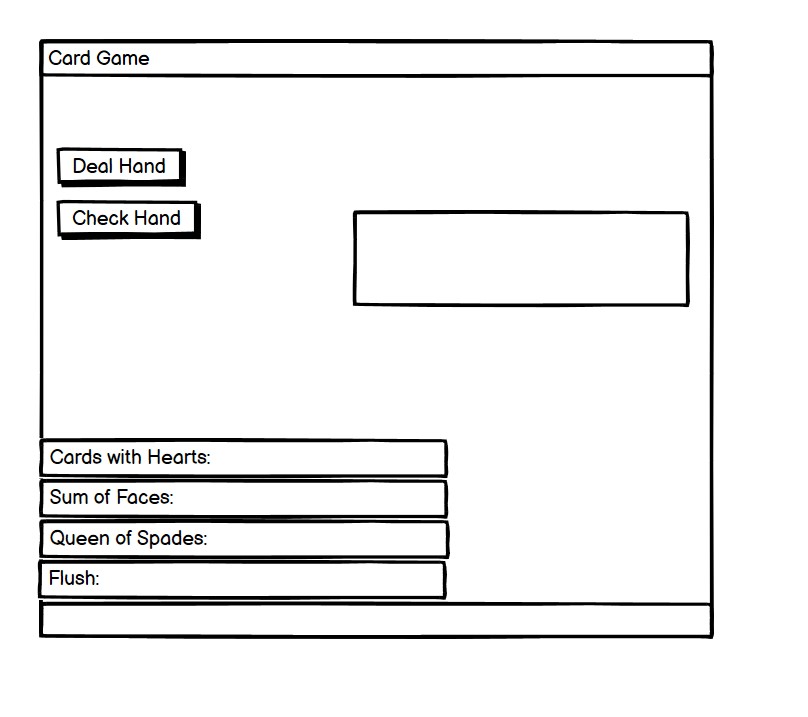 Card Game
Deal Hand
Check Hand
Cards with Hearts:
Sum of Faces:
Queen of Spades:
Flush: